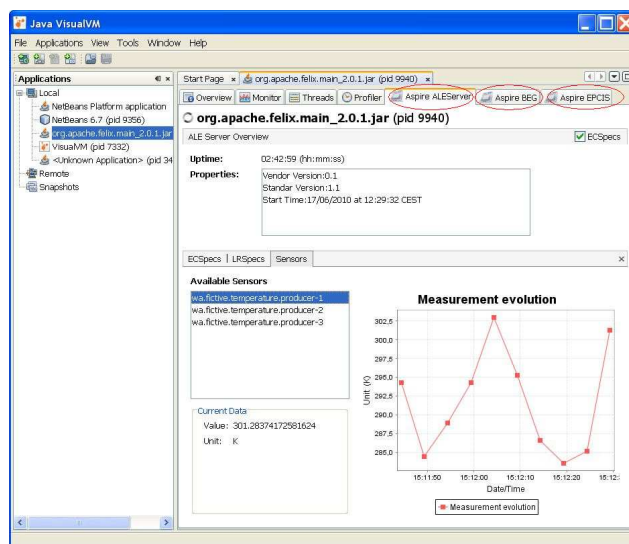 Java VisualVM
File Applications View Tools Window Help
Applications
Local
NetBeans Platform application
NetBeans 6.7 (pid 9356)
org.apache.felix.main_2.0.1.jar
VisualVM (pid 7332)
<Unknown Application> (pid 34
Remote
Snapshots
Start Page
org.apache.felix.main_2.0.1.jar (pid 9940)
Overview Monitor Threads Profiler Aspire ALEServer Aspire BEG Aspire EPCIS
org.apache.felix.main_2.0.1.jar (pid 9940)
ALE Server Overview
ECSpecs
Uptime: 02:42:59 (hh:mm:ss)
Properties: Vendor Version:0.1
Standar Version:1.1
Start Time:17/06/2010 at 12:29:32 CEST
ECSpecs LRSpecs Sensors
Available Sensors
wa.fictive.temperature.producer-1
wa.fictive.temperature.producer-2
wa.fictive.temperature.producer-3
Current Data
Value: 301.28374172581624
Unit: K
Measurement evolution
302,5
300,0
297,5
295,0
292,5
290,0
287,5
285,0
Unit (K)
15:11:50 15:12:00 15:12:10 15:12:20 15:12:
Date/Time
Measurement evolution